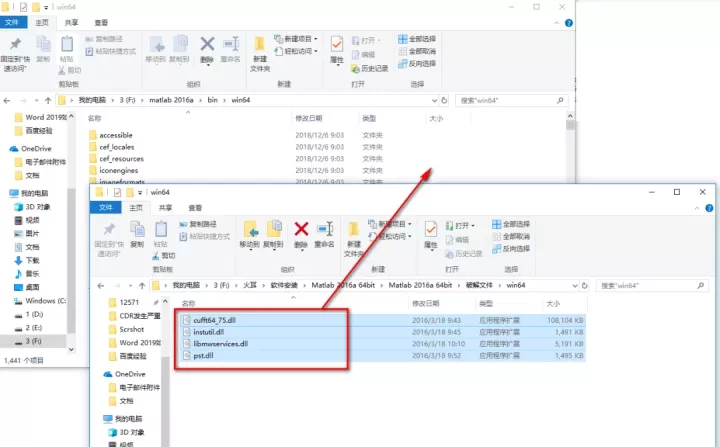 win64
文件 主页 共享 查看
固定到"快速访问" 复制 粘贴 复制路径 粘贴快捷方式 剪切 移动到 复制到 删除 重命名 新建文件夹 新建项目 轻松访问 属性 打开 编辑 历史记录 全部选择 全部取消 反向选择
剪贴板 组织 新建 打开 选择
我的电脑 3 (F:) matlab 2016a bin win64 搜索"win64"
名称 修改日期 类型 大小
Word 2019知
百度经验
OneDrive
电子邮件附件
文档
我的电脑
3D 对象
视频
图片
文档
下载
音乐
桌面
Windows (C:)
1 (D:)
2 (E:)
3 (F:)
1,441 个项目
accessible 2018/12/6 9:03 文件夹
cef_locales 2018/12/6 9:03 文件夹
cef_resources 2018/12/6 9:03 文件夹
iconengines 2018/12/6 9:03 文件夹
imageformats 2018/12/6 9:03 文件夹
win64
文件 主页 共享 查看
固定到"快速访问" 复制 粘贴 复制路径 粘贴快捷方式 剪切 移动到 复制到 删除 重命名 新建文件夹 新建项目 轻松访问 属性 打开 编辑 历史记录 全部选择 全部取消 反向选择
剪贴板 组织 新建 打开 选择
我的电脑 3 (F:) 火耳 软件安装 Matlab 2016a 64bit Matlab 2016a 64bit 破解文件 win64
名称 修改日期 类型 大小
12571
CDR发生严重
Scrshot
Word 2019知
百度经验
OneDrive
电子邮件附件
文档
我的电脑
3D 对象
视频
cufft64_75.dll 2016/3/18 9:43 应用程序扩展 108,104 KB
instutil.dll 2016/3/18 9:45 应用程序扩展 1,491 KB
libmwservices.dll 2016/3/18 10:10 应用程序扩展 5,191 KB
pst.dll 2016/3/18 9:52 应用程序扩展 1,495 KB